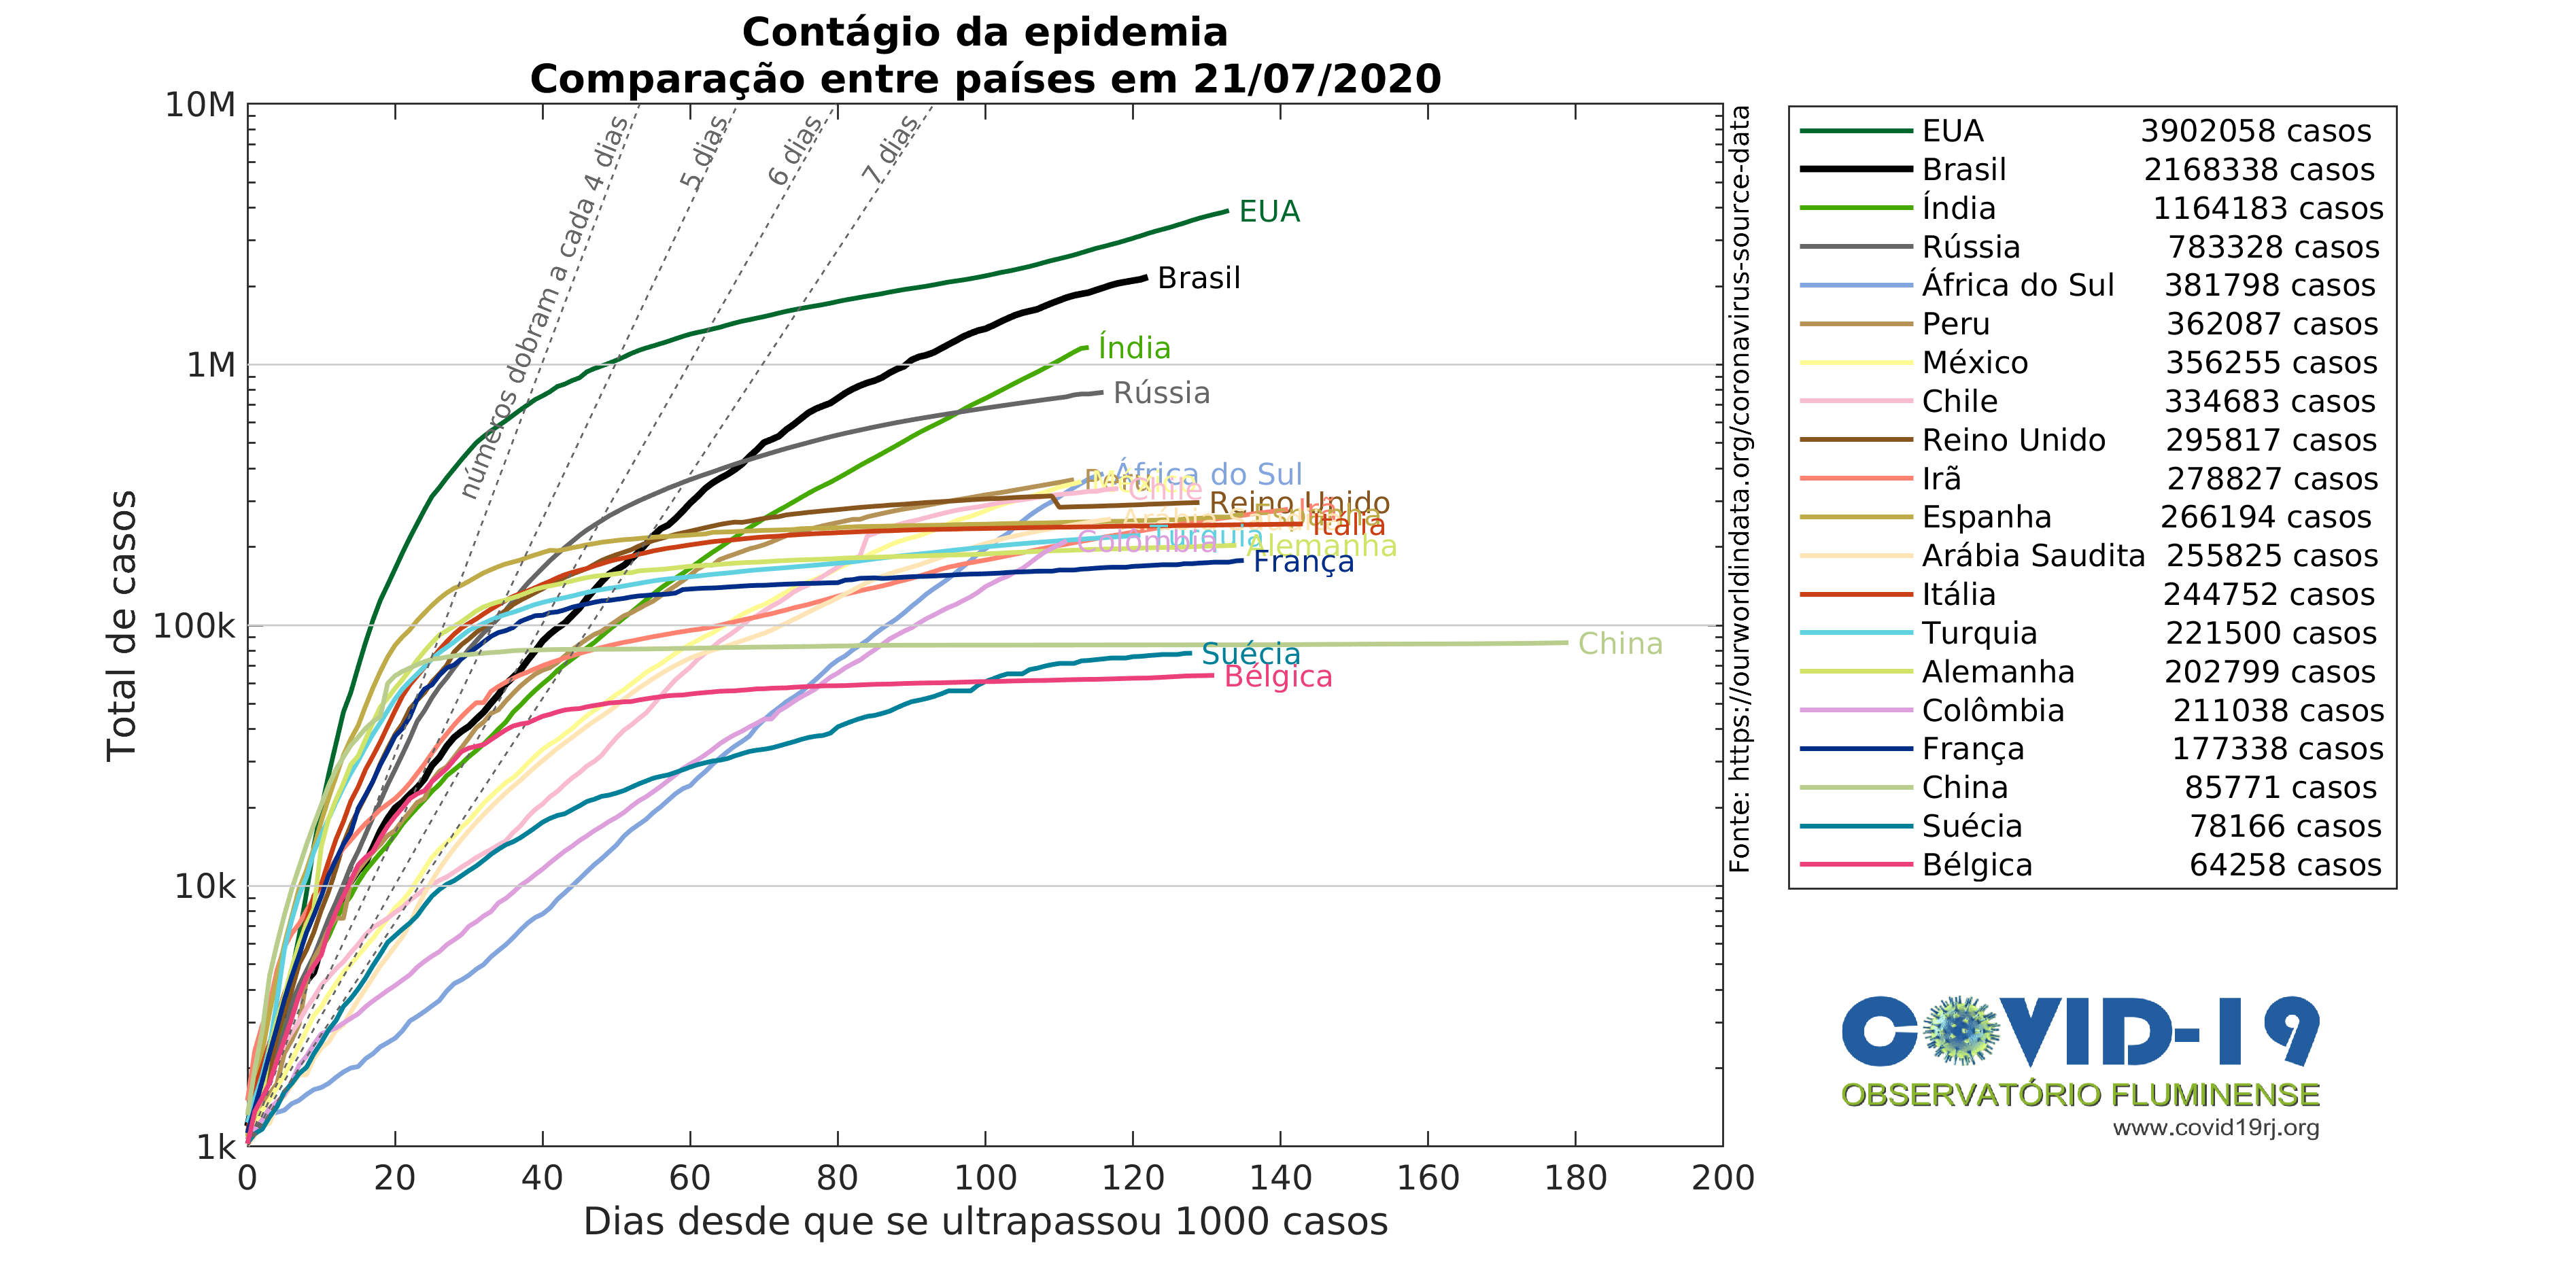 Contágio da epidemia
Comparação entre países em 21/07/2020
Total de casos
10M
1M
100k
10k
1k
0 20 40 60 80 100 120 140 160 180 200
Dias desde que se ultrapassou 1000 casos
números dobram a cada 4 dias
5 dias
6 dias
7 dias
EUA
Brasil
Índia
Rússia
África do Sul
Peru
México
Chile
Reino Unido
Irã
Espanha
Arábia Saudita
Itália
Turquia
Colômbia
Alemanha
França
China
Suécia
Bélgica
Fonte: https://ourworldindata.org/coronavirus-source-data
EUA 3902058 casos
Brasil 2168338 casos
Índia 1164183 casos
Rússia 783328 casos
África do Sul 381798 casos
Peru 362087 casos
México 356255 casos
Chile 334683 casos
Reino Unido 295817 casos
Irã 278827 casos
Espanha 266194 casos
Arábia Saudita 255825 casos
Itália 244752 casos
Turquia 221500 casos
Alemanha 202799 casos
Colômbia 211038 casos
França 177338 casos
China 85771 casos
Suécia 78166 casos
Bélgica 64258 casos
COVID-19
OBSERVATÓRIO FLUMINENSE
www.covid19rj.org